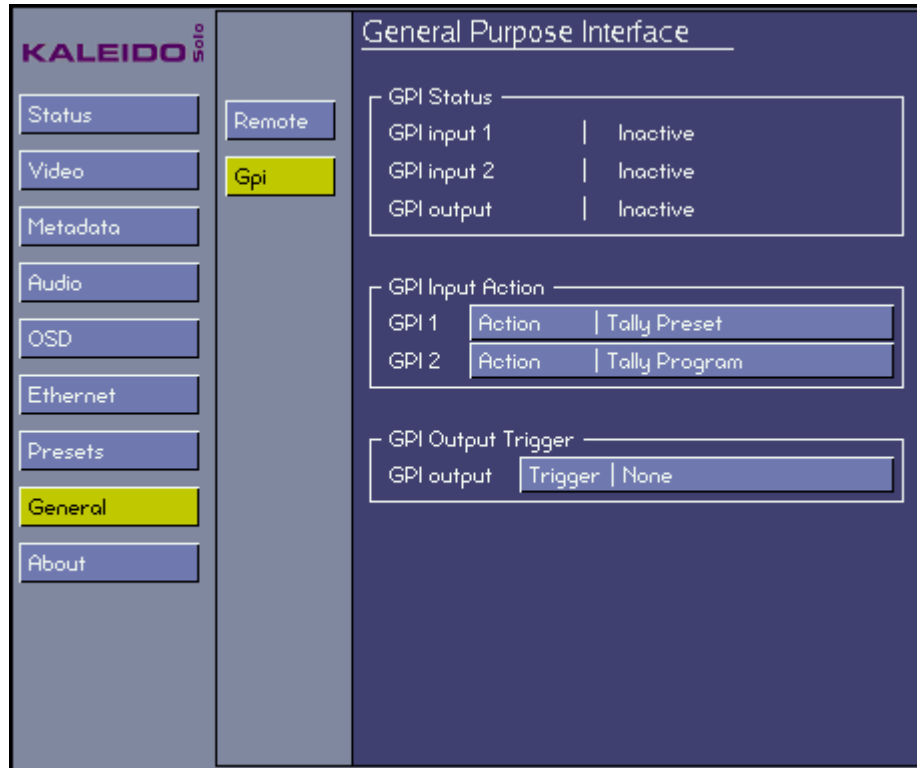 KALEIDO Solo
Status
Video
Metadata
Audio
OSD
Ethernet
Presets
General
About
Remote
Gpi
General Purpose Interface
GPI Status
GPI input 1 | Inactive
GPI input 2 | Inactive
GPI output | Inactive
GPI Input Action
GPI 1 Action | Tally Preset
GPI 2 Action | Tally Program
GPI Output Trigger
GPI output Trigger | None